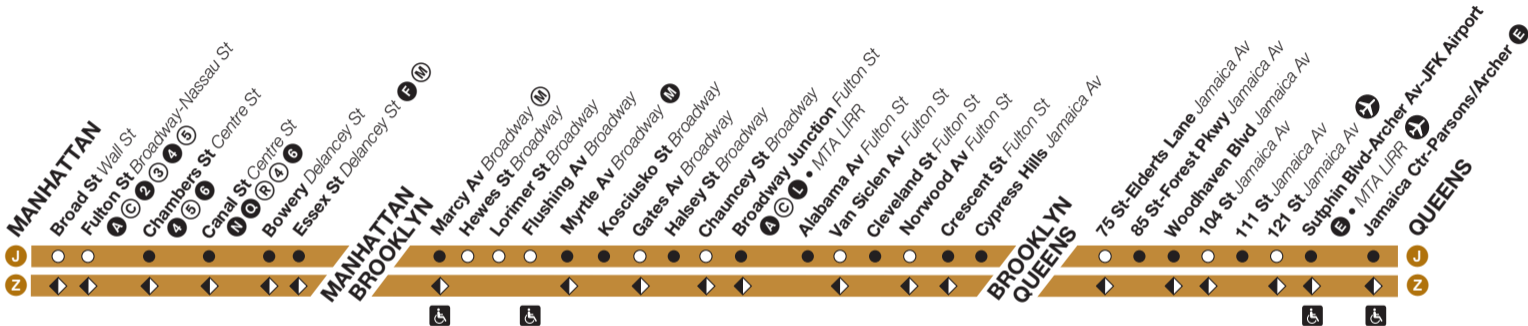 MANHATTAN
Broad St Wall St
Fulton St Broadway-Nassau St
A C 2 3 4 5
Chambers St Centre St
4 5 6
Canal St Centre St
N Q R 4 6
Bowery Delancey St
Essex St Delancey St F M
MANHATTAN
BROOKLYN
Marcy Av Broadway M
Hewes St Broadway
Lorimer St Broadway
Flushing Av Broadway
Myrtle Av Broadway M
Kosciusko St Broadway
Gates Av Broadway
Halsey St Broadway
Chauncey St Broadway
Broadway Junction Fulton St
A C L • MTA LIRR
Alabama Av Fulton St
Van Siclen Av Fulton St
Cleveland St Fulton St
Norwood Av Fulton St
Crescent St Fulton St
Cypress Hills Jamaica Av
BROOKLYN
QUEENS
75 St-Elderts Lane Jamaica Av
85 St-Forest Pkwy Jamaica Av
Woodhaven Blvd Jamaica Av
104 St Jamaica Av
111 St Jamaica Av
121 St Jamaica Av
Sutphin Blvd-Archer Av-JFK Airport
E • MTA LIRR
Jamaica Ctr-Parsons/Archer E
QUEENS
J
J
Z
Z